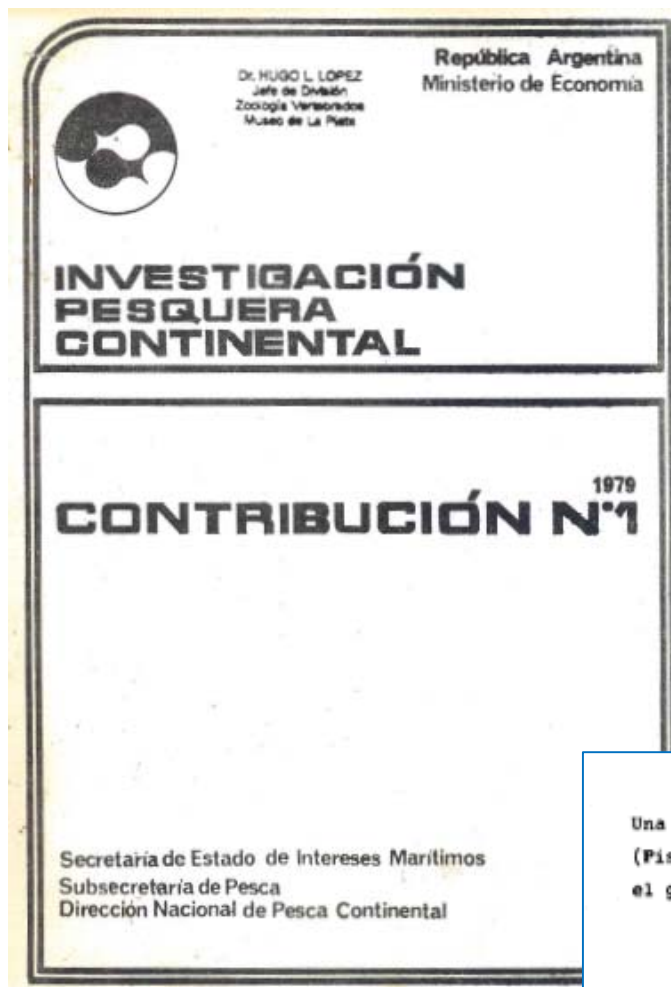 República Argentina
Ministerio de Economía
Dr. HUGO L. LOPEZ
Jefe de División
Zoología Vertebrados
Museo de La Plata
INVESTIGACIÓN
PESQUERA
CONTINENTAL
1979
CONTRIBUCIÓN N°1
Secretaría de Estado de Intereses Marítimos
Subsecretaría de Pesca
Dirección Nacional de Pesca Continental
Una
(Pis
el g